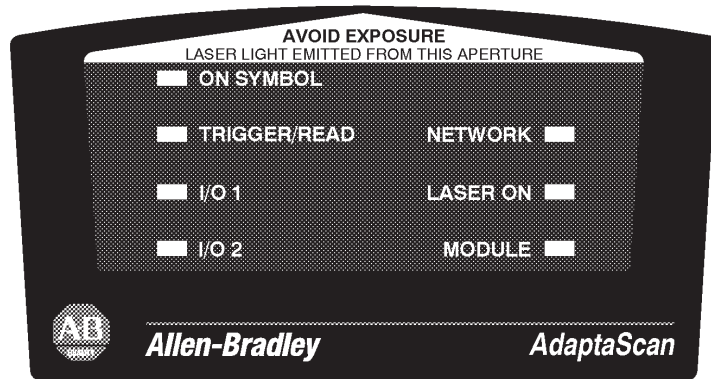 AVOID EXPOSURE
LASER LIGHT EMITTED FROM THIS APERTURE
ON SYMBOL
TRIGGER/READ NETWORK
I/O 1 LASER ON
I/O 2 MODULE
AB
QUALITY
Allen-Bradley AdaptaScan